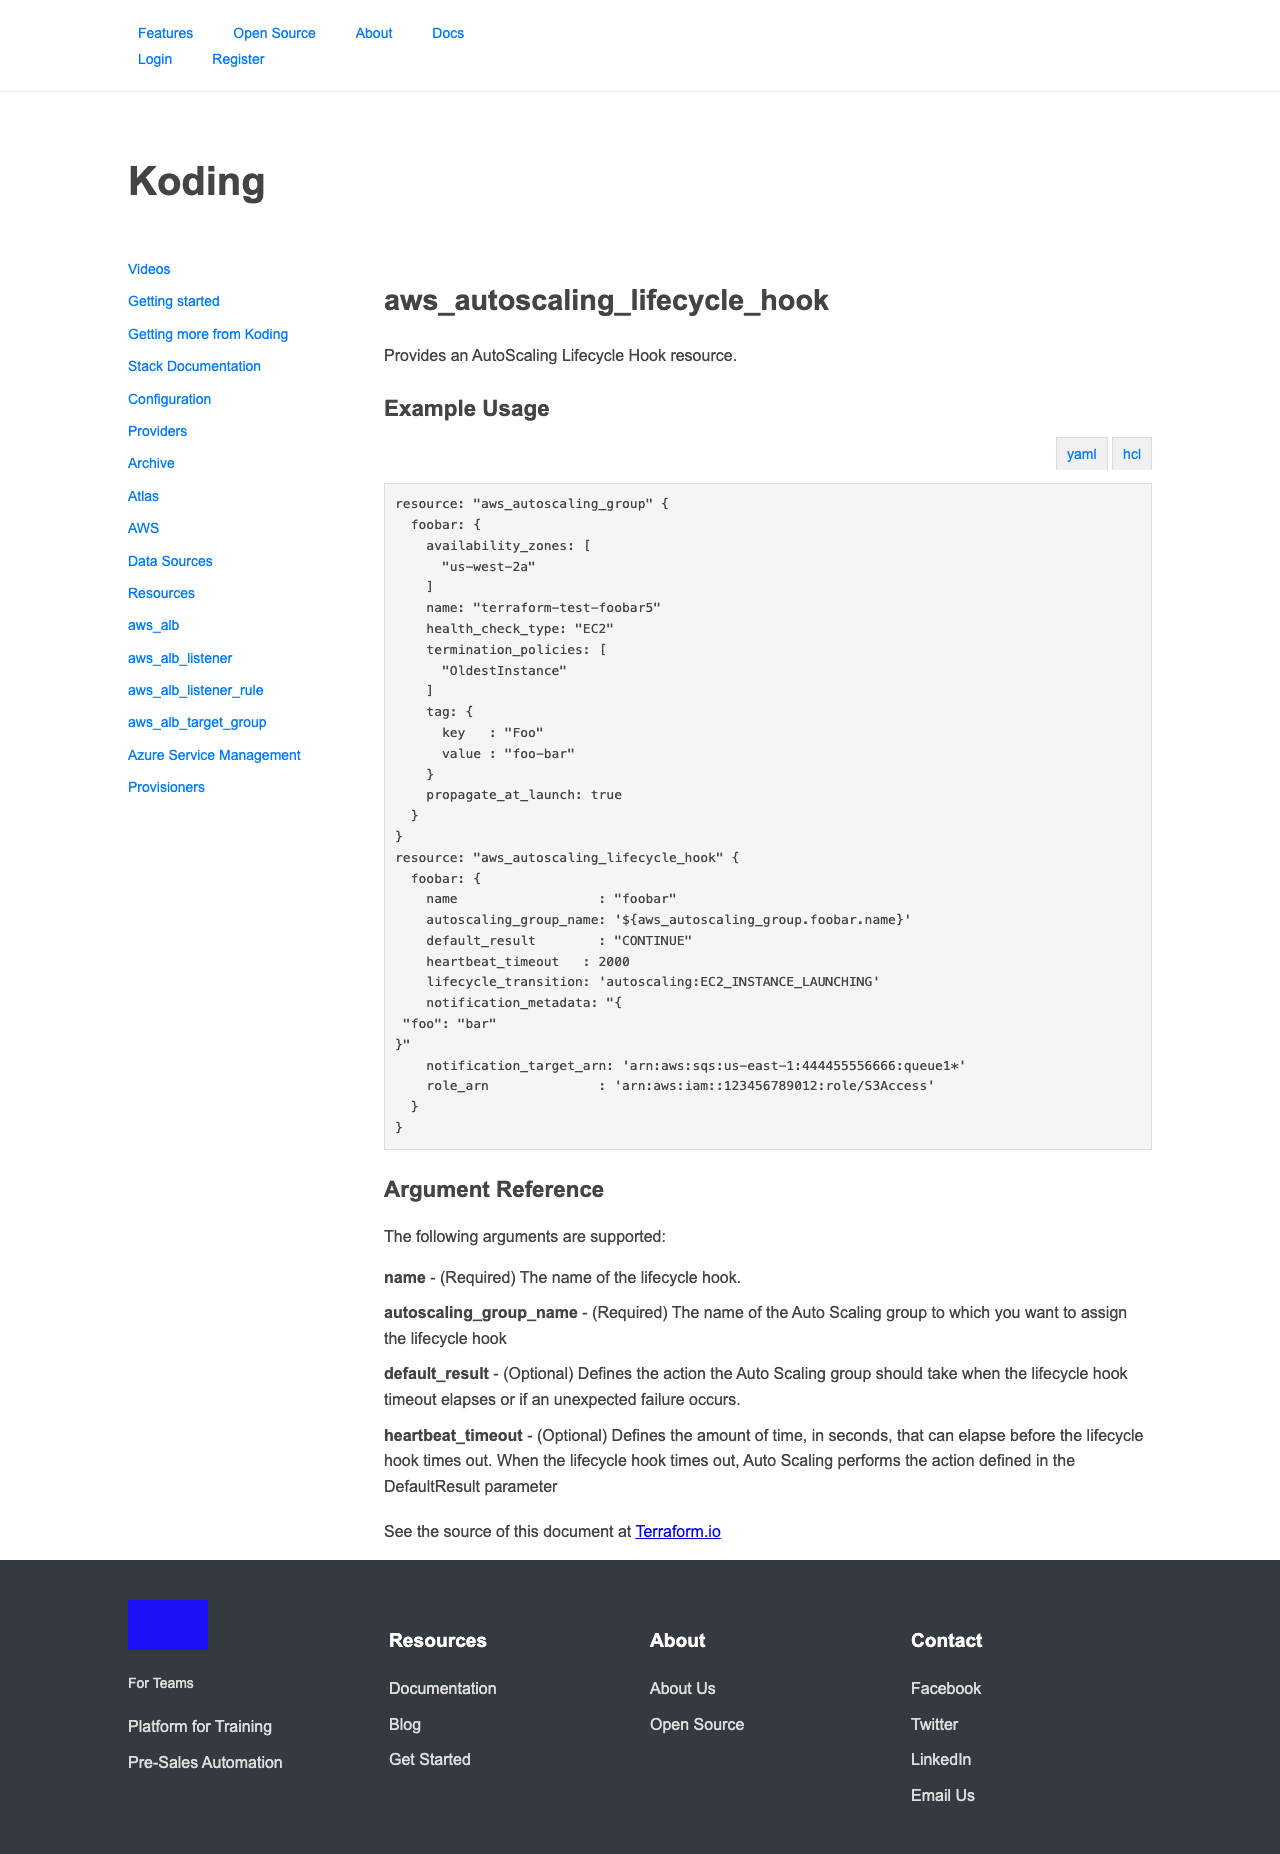 Features Open Source About Docs
Login Register
Koding
Videos
Getting started
Getting more from Koding
Stack Documentation
Configuration
Providers
Archive
Atlas
AWS
Data Sources
Resources
aws_alb
aws_alb_listener
aws_alb_listener_rule
aws_alb_target_group
Azure Service Management
Provisioners
aws_autoscaling_lifecycle_hook
Provides an AutoScaling Lifecycle Hook resource.
Example Usage
yaml hcl
resource: "aws_autoscaling_group" {
  foobar: {
    availability_zones: [
      "us-west-2a"
    ]
    name: "terraform-test-foobar5"
    health_check_type: "EC2"
    termination_policies: [
      "OldestInstance"
    ]
    tag: {
      key   : "Foo"
      value : "foo-bar"
    }
    propagate_at_launch: true
  }
}
resource: "aws_autoscaling_lifecycle_hook" {
  foobar: {
    name                  : "foobar"
    autoscaling_group_name: '${aws_autoscaling_group.foobar.name}'
    default_result        : "CONTINUE"
    heartbeat_timeout   : 2000
    lifecycle_transition: 'autoscaling:EC2_INSTANCE_LAUNCHING'
    notification_metadata: "{
 "foo": "bar"
}"
    notification_target_arn: 'arn:aws:sqs:us-east-1:444455556666:queue1*'
    role_arn              : 'arn:aws:iam::123456789012:role/S3Access'
  }
}
Argument Reference
The following arguments are supported:
name - (Required) The name of the lifecycle hook.
autoscaling_group_name - (Required) The name of the Auto Scaling group to which you want to assign
the lifecycle hook
default_result - (Optional) Defines the action the Auto Scaling group should take when the lifecycle hook
timeout elapses or if an unexpected failure occurs.
heartbeat_timeout - (Optional) Defines the amount of time, in seconds, that can elapse before the lifecycle
hook times out. When the lifecycle hook times out, Auto Scaling performs the action defined in the
DefaultResult parameter
See the source of this document at Terraform.io
For Teams
Platform for Training
Pre-Sales Automation
Resources
Documentation
Blog
Get Started
About
About Us
Open Source
Contact
Facebook
Twitter
LinkedIn
Email Us